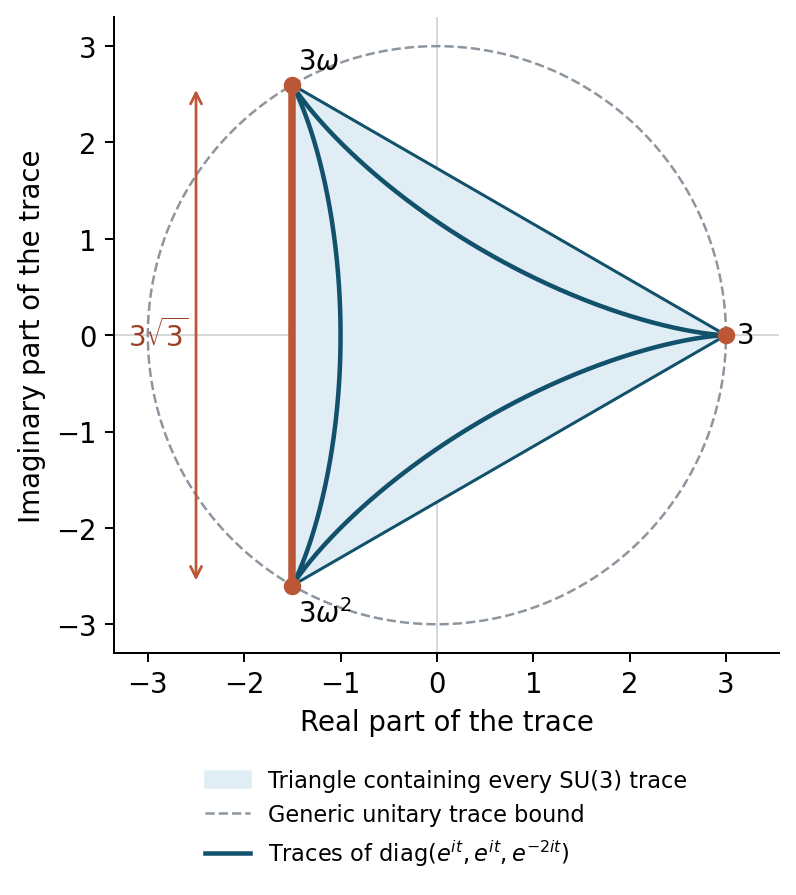 Imaginary part of the trace
3
2
1
0
−1
−2
−3
3ω
3√3
3
3ω²
−3 −2 −1 0 1 2 3
Real part of the trace
Triangle containing every SU(3) trace
Generic unitary trace bound
Traces of diag(e^{it}, e^{it}, e^{−2it})